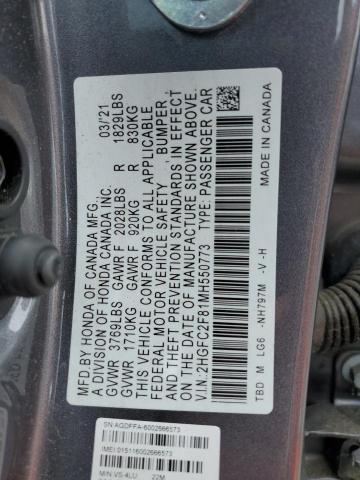 MFD.BY HONDA OF CANADA MFG.,
A DIVISION OF HONDA CANADA INC. 03/'21
GVWR 3769LBS GAWR F 2028LBS R 1829LBS
GVWR 1710KG GAWR F 920KG R 830KG
THIS VEHICLE CONFORMS TO ALL APPLICABLE
FEDERAL MOTOR VEHICLE SAFETY, BUMPER,
AND THEFT PREVENTION STANDARDS IN EFFECT
ON THE DATE OF MANUFACTURE SHOWN ABOVE.
V.I.N:2HGFC2F81MH550773 TYPE:PASSENGER CAR
TBD M LG6 -NH797M -V -H MADE IN CANADA
SN:AGDFFA-6002666573
IMEI:015116002666573
M/N:VS-4LU 22M